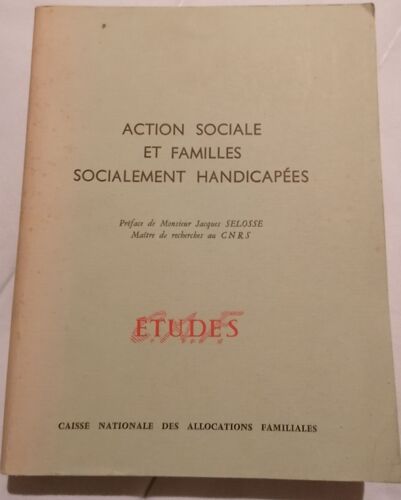 ACTION SOCIALE
ET FAMILLES
SOCIALEMENT HANDICAPÉES
Préface de Monsieur Jacques SELOSSE
Maître de recherches au CNRS
ÉTUDES
C.A.F.
CAISSE NATIONALE DES ALLOCATIONS FAMILIALES